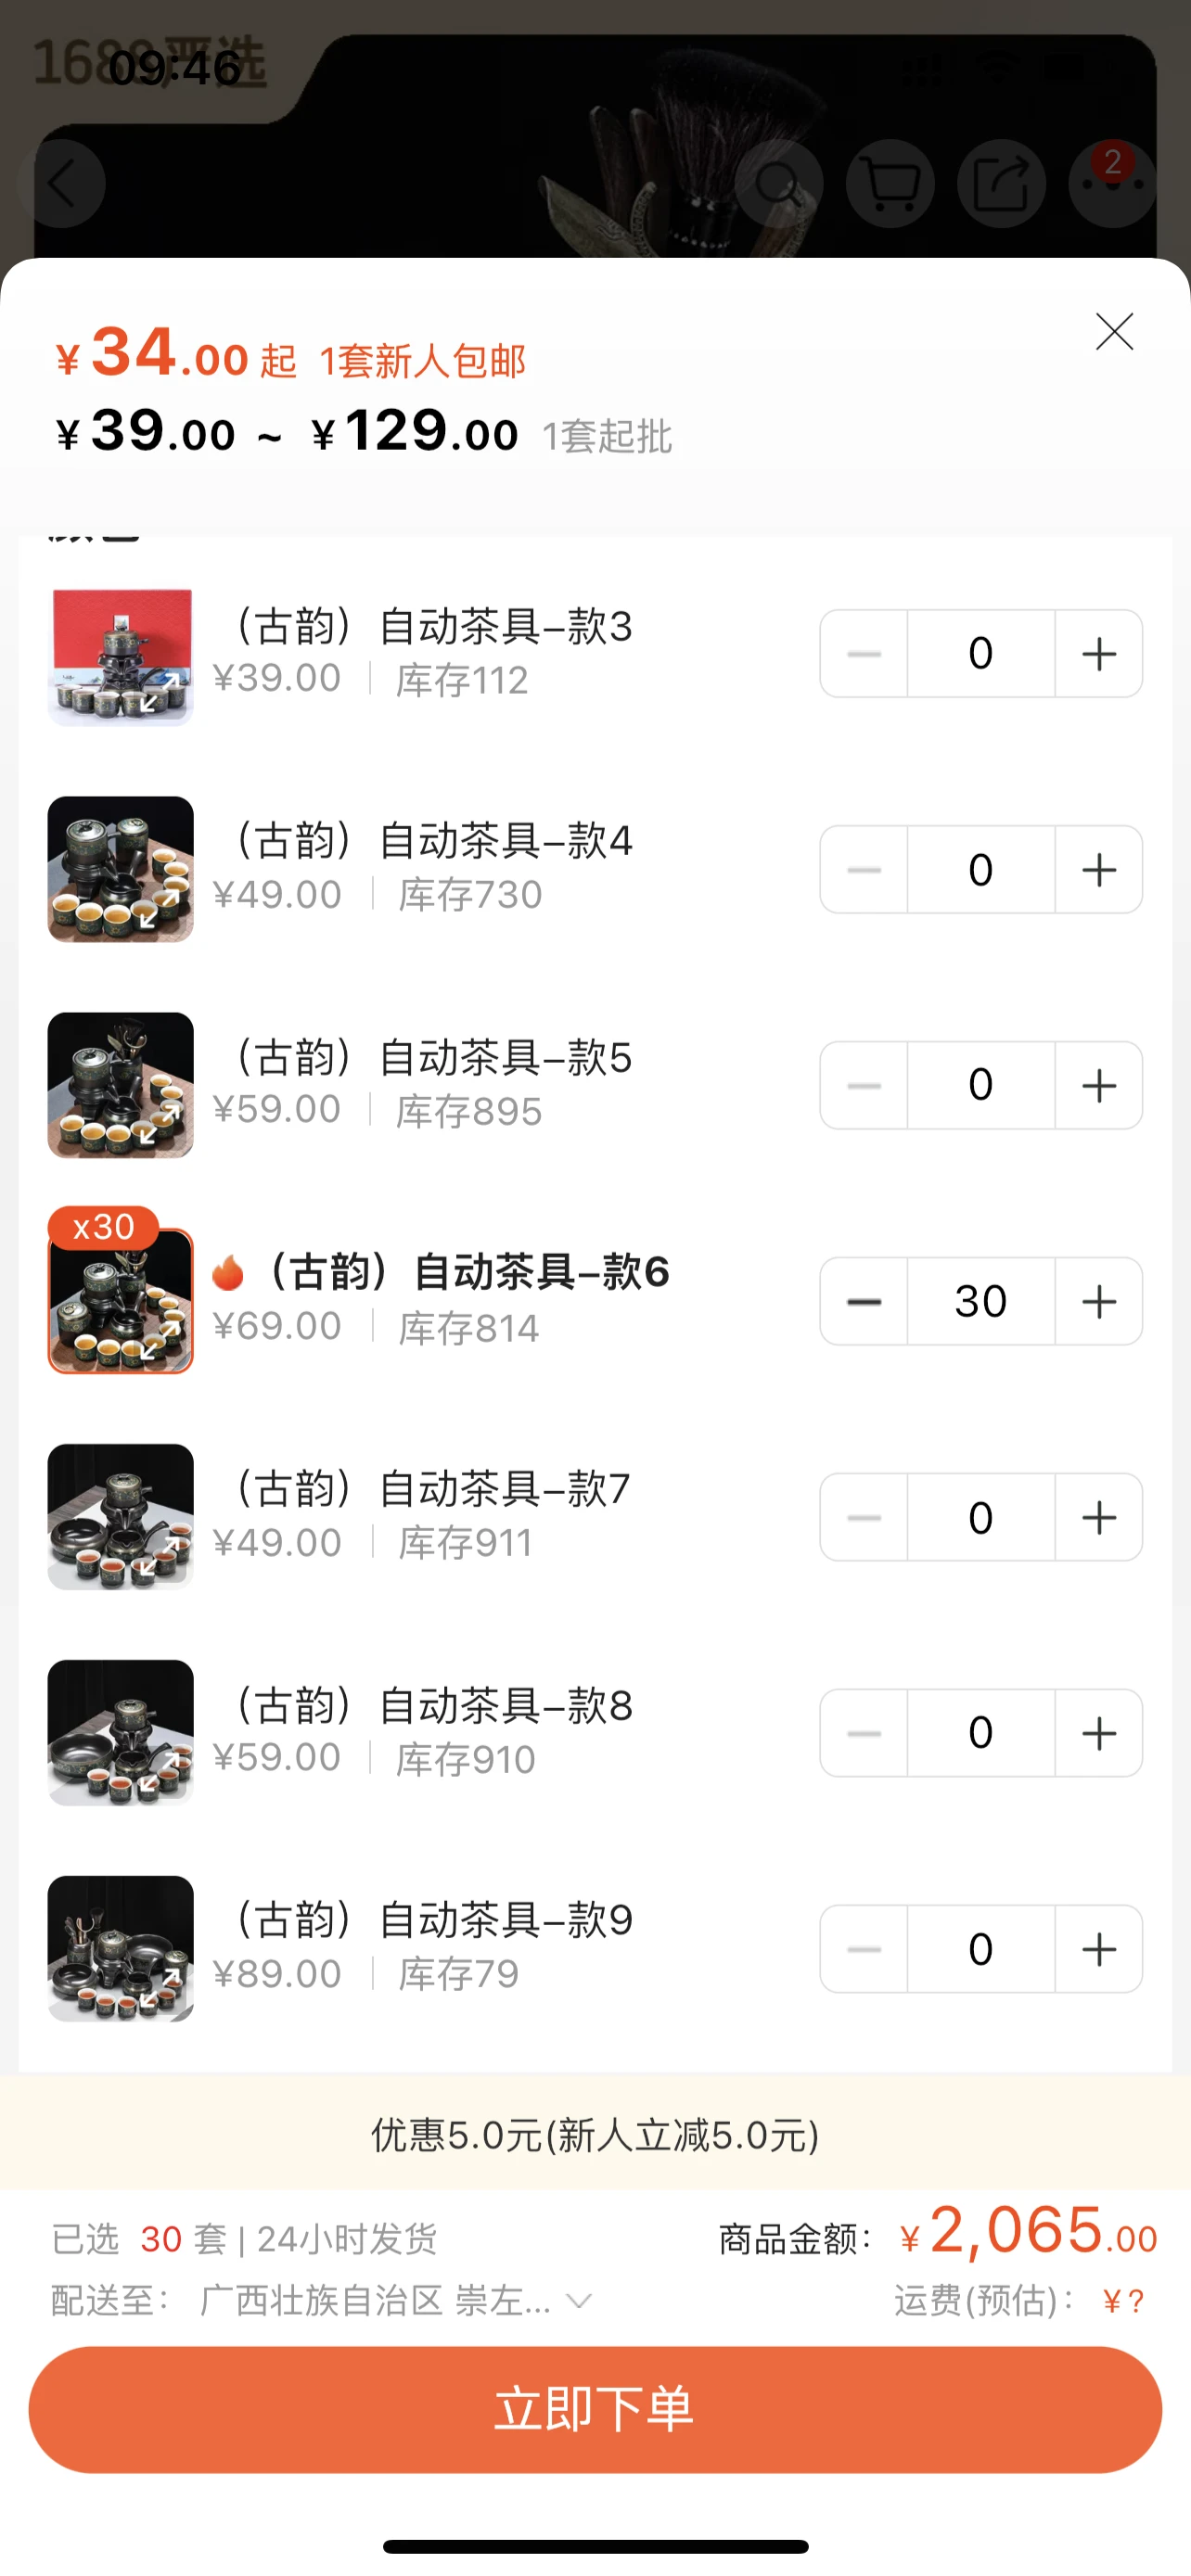 1688严选
09:46
2
¥34.00起 1套新人包邮
¥39.00 ~ ¥129.00 1套起批
颜色
（古韵）自动茶具–款3
¥39.00 | 库存112
0
（古韵）自动茶具–款4
¥49.00 | 库存730
0
（古韵）自动茶具–款5
¥59.00 | 库存895
0
x30
（古韵）自动茶具–款6
¥69.00 | 库存814
30
（古韵）自动茶具–款7
¥49.00 | 库存911
0
（古韵）自动茶具–款8
¥59.00 | 库存910
0
（古韵）自动茶具–款9
¥89.00 | 库存79
0
优惠5.0元(新人立减5.0元)
已选 30 套 | 24小时发货 商品金额： ¥2,065.00
配送至： 广西壮族自治区 崇左... 运费(预估)： ¥?
立即下单